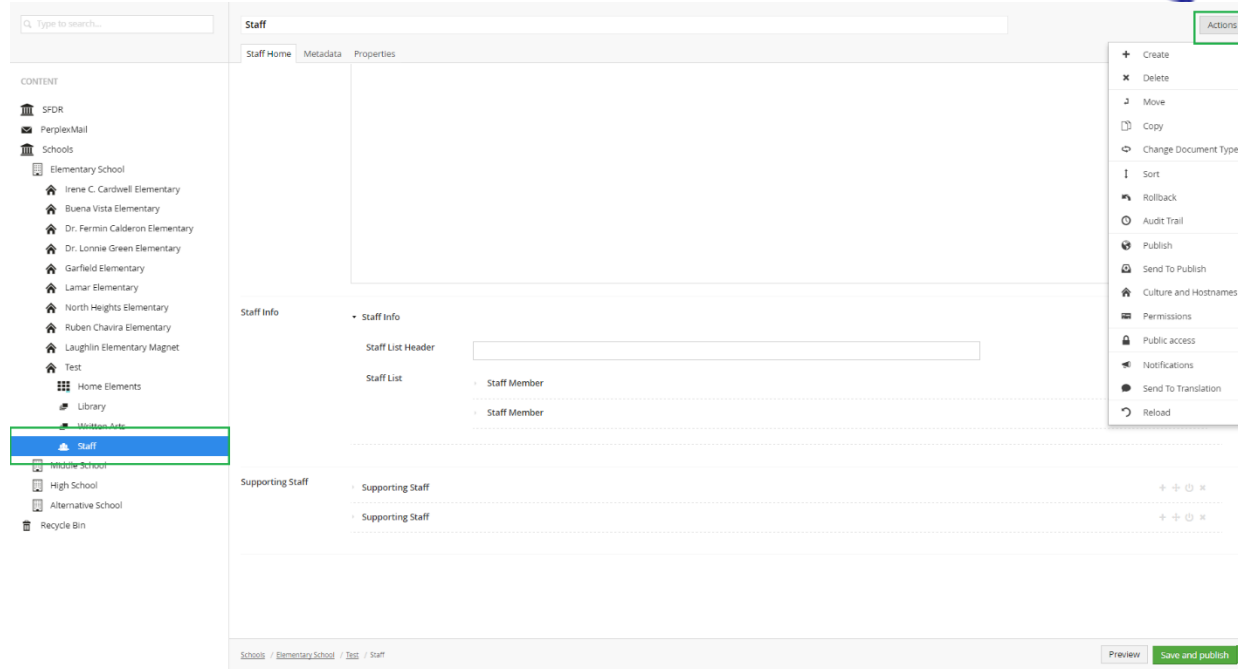 Type to search...
CONTENT
SFDR
PerplexMail
Schools
Elementary School
Irene C. Cardwell Elementary
Buena Vista Elementary
Dr. Fermin Calderon Elementary
Dr. Lonnie Green Elementary
Garfield Elementary
Lamar Elementary
North Heights Elementary
Ruben Chavira Elementary
Laughlin Elementary Magnet
Test
Home Elements
Library
Written Arts
Staff
Middle School
High School
Alternative School
Recycle Bin
Staff
Staff Home Metadata Properties
Staff Info
Staff Info
Staff List Header
Staff List
Staff Member
Staff Member
Supporting Staff
Supporting Staff
Supporting Staff
Schools / Elementary School / Test / Staff
Preview Save and publish
Actions
Create
Delete
Move
Copy
Change Document Type
Sort
Rollback
Audit Trail
Publish
Send To Publish
Culture and Hostnames
Permissions
Public access
Notifications
Send To Translation
Reload